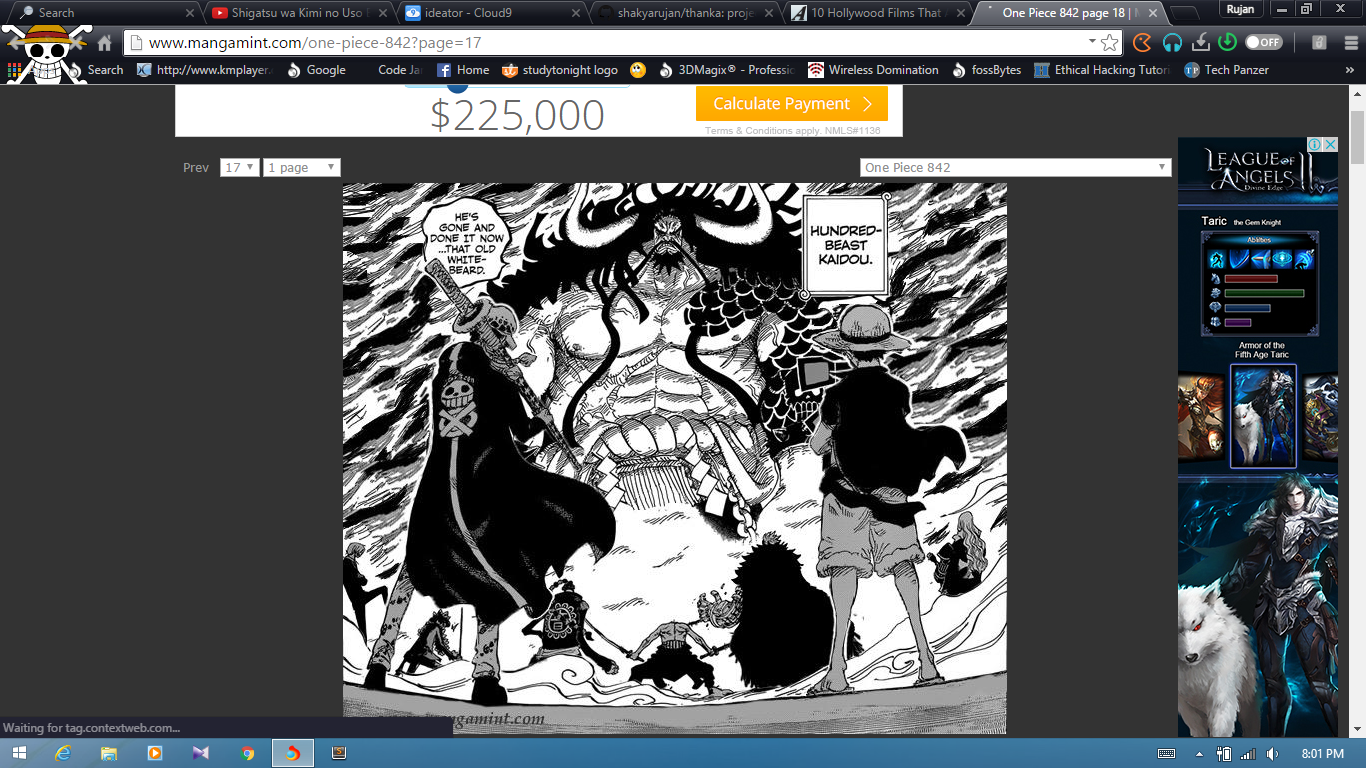 Search
Shigatsu wa Kimi no Uso E
ideator - Cloud9
shakyarujan/thanka: proje
10 Hollywood Films That A
One Piece 842 page 18 | M
Rujan
www.mangamint.com/one-piece-842?page=17
OFF
Search
http://www.kmplayer.
Google
Code Ja
Home
studytonight logo
3DMagix® - Professic
Wireless Domination
fossBytes
Ethical Hacking Tutori
Tech Panzer
»
$225,000
Calculate Payment
Terms & Conditions apply. NMLS#1136
Prev
17
1 page
One Piece 842
HE'S
GONE AND
DONE IT NOW
...THAT OLD
WHITE-
BEARD.
HUNDRED-
BEAST
KAIDOU.
LEAGUE OF
ANGELS II
Divine Edge
Taric the Gem Knight
Abilities
Armor of the
Fifth Age Taric
ngamint.com
Waiting for tag.contextweb.com...
8:01 PM